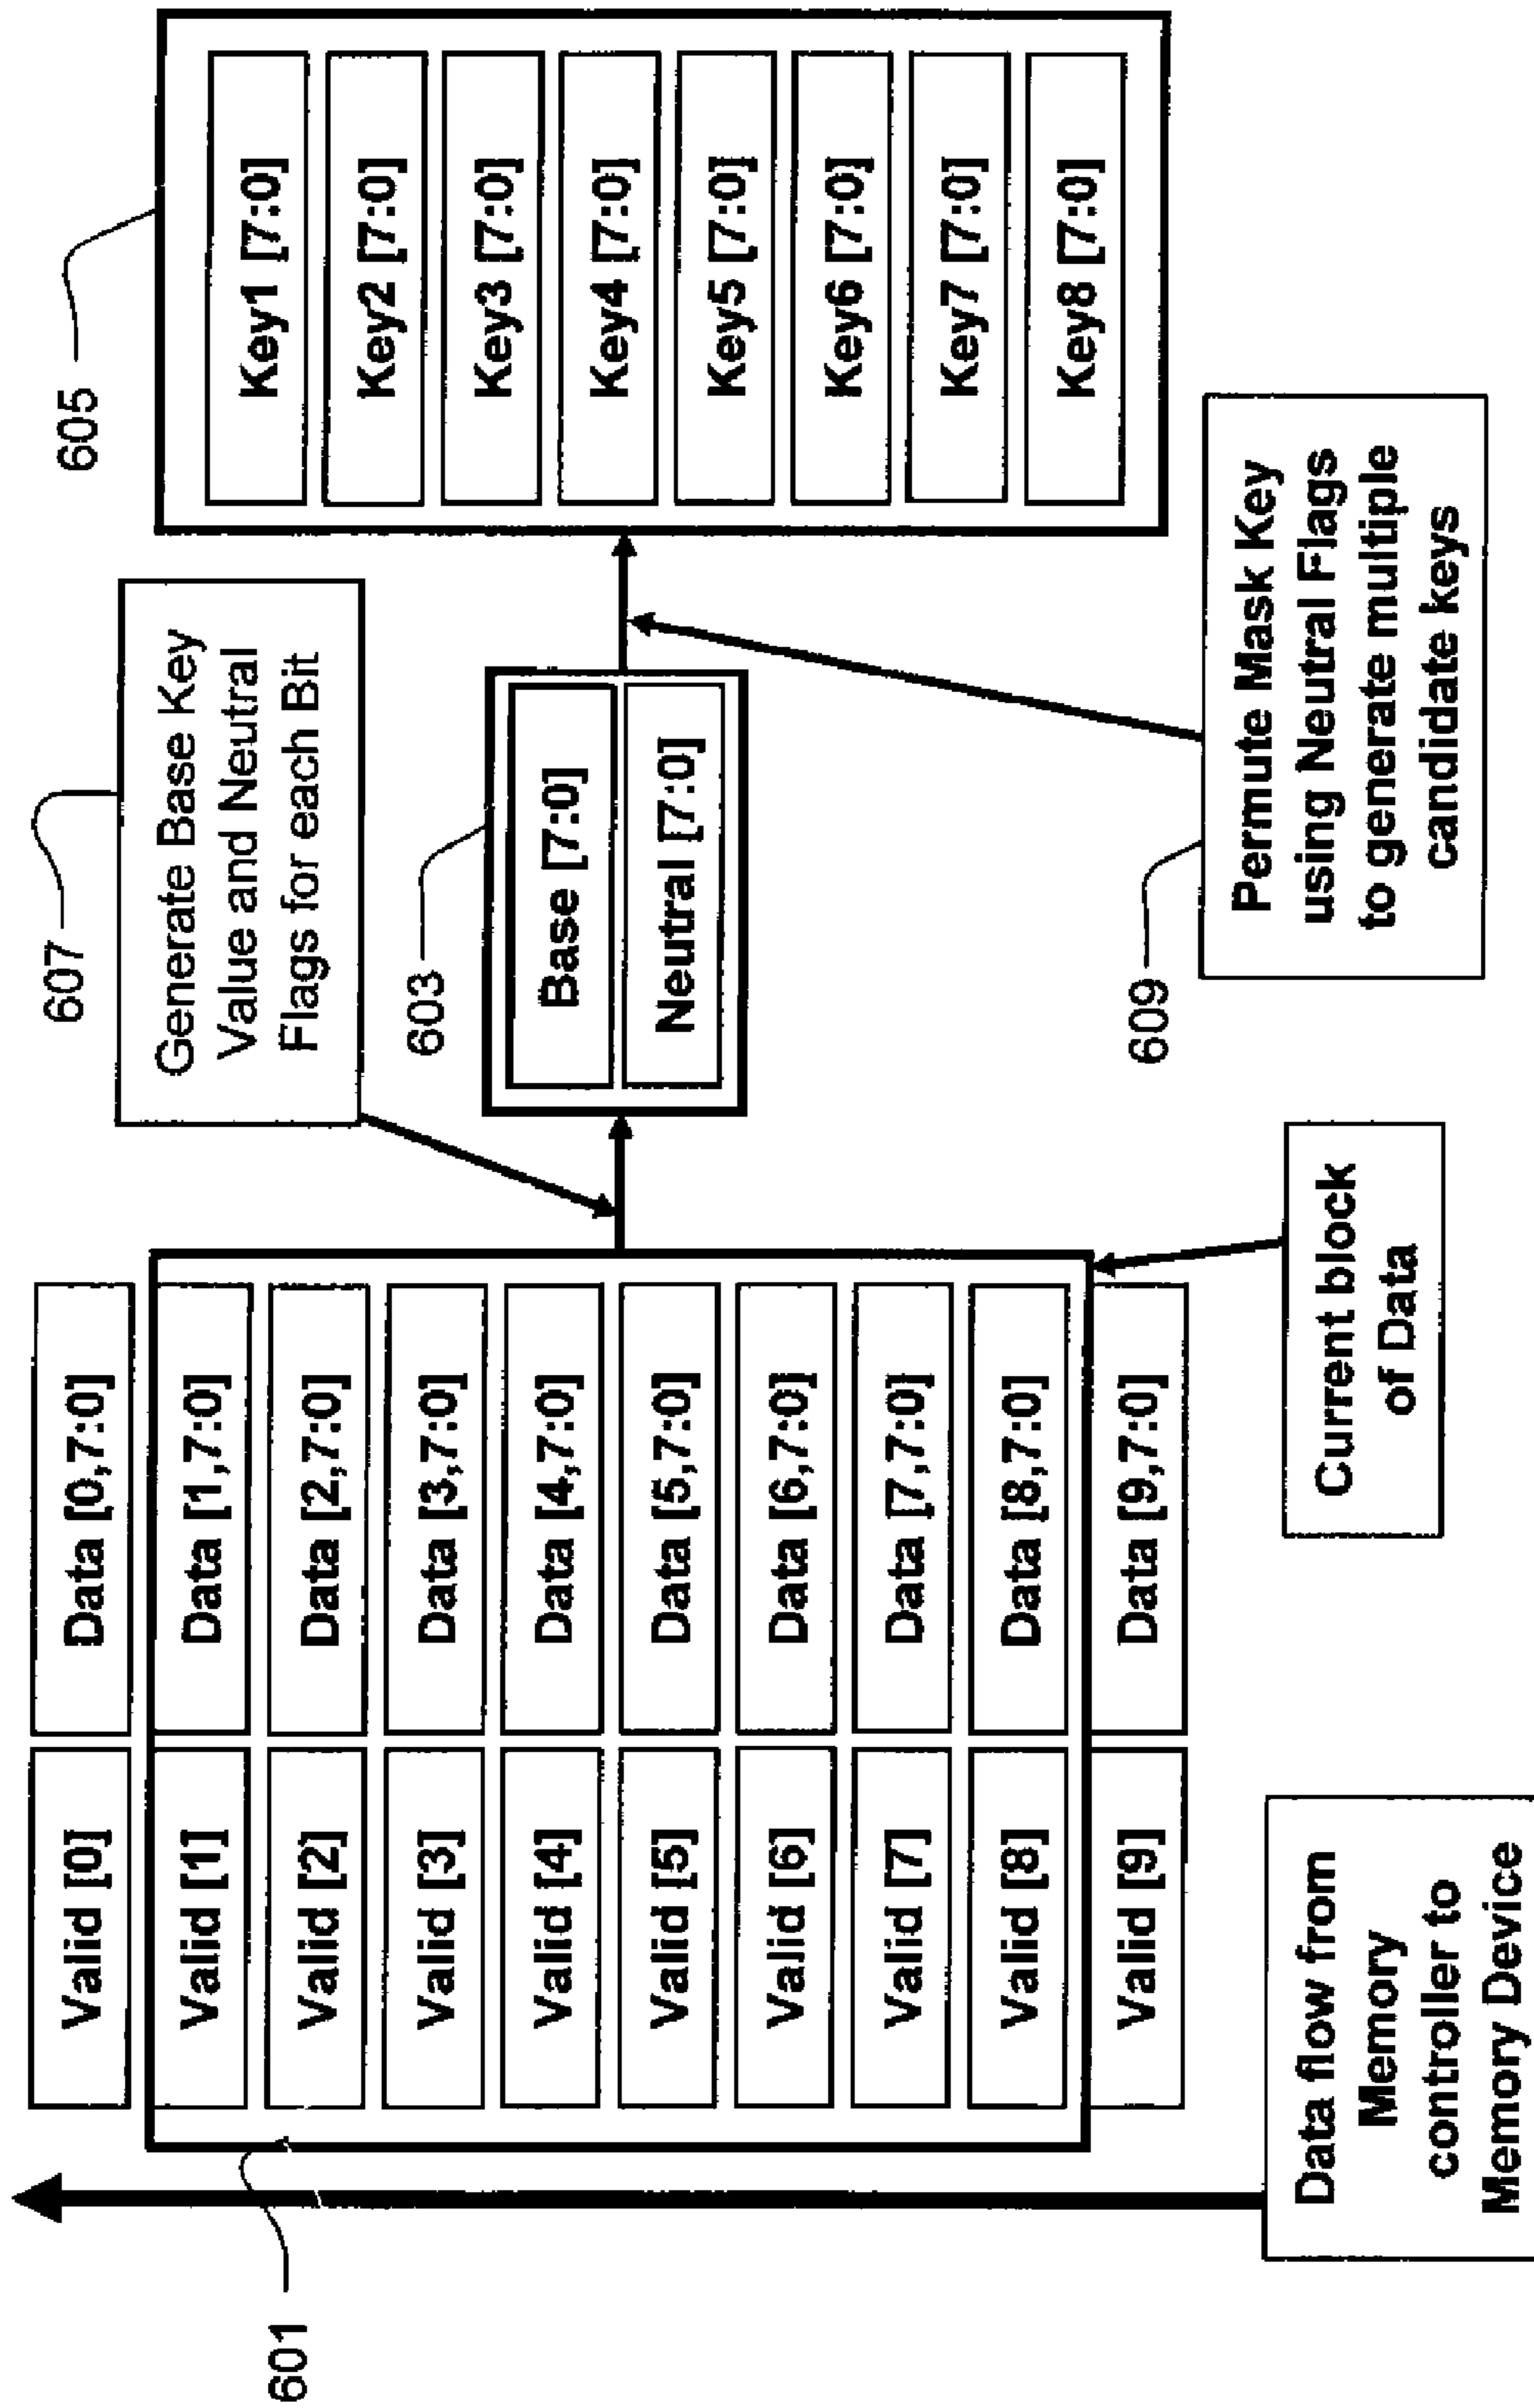 607
605
Generate Base Key
Value and Neutral
Flags for each Bit
603
Valid [0] Data [0,7:0]
Valid [1] Data [1,7:0]
Valid [2] Data [2,7:0]
Valid [3] Data [3,7:0]
Valid [4] Data [4,7:0]
Valid [5] Data [5,7:0]
Valid [6] Data [6,7:0]
Valid [7] Data [7,7:0]
Valid [8] Data [8,7:0]
Valid [9] Data [9,7:0]
601
Base [7:0]
Neutral [7:0]
Key1 [7:0]
Key2 [7:0]
Key3 [7:0]
Key4 [7:0]
Key5 [7:0]
Key6 [7:0]
Key7 [7:0]
Key8 [7:0]
Data flow from
Memory
controller to
Memory Device
Current block
of Data
609
Permute Mask Key
using Neutral Flags
to generate multiple
candidate keys